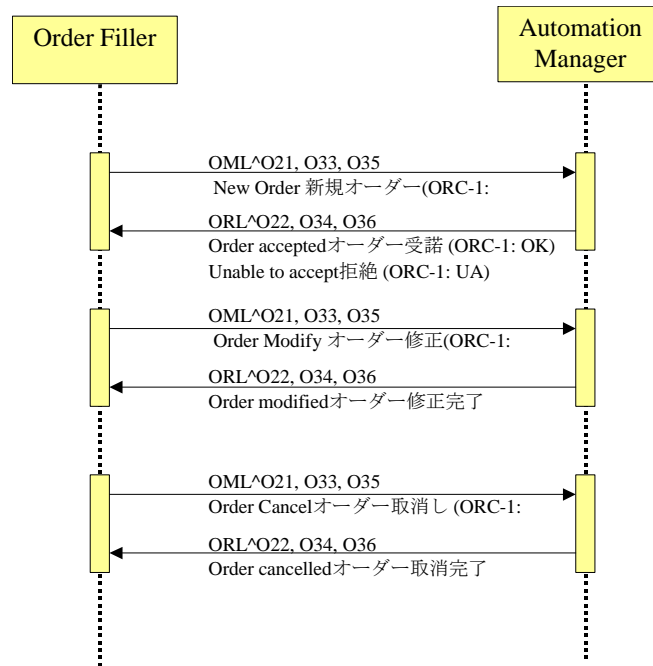 Order Filler
Automation
Manager
OML^O21, O33, O35
New Order 新規オーダー(ORC-1:
ORL^O22, O34, O36
Order acceptedオーダー受諾 (ORC-1: OK)
Unable to accept拒絶 (ORC-1: UA)
OML^O21, O33, O35
Order Modify オーダー修正(ORC-1:
ORL^O22, O34, O36
Order modifiedオーダー修正完了
OML^O21, O33, O35
Order Cancelオーダー取消し (ORC-1:
ORL^O22, O34, O36
Order cancelledオーダー取消完了